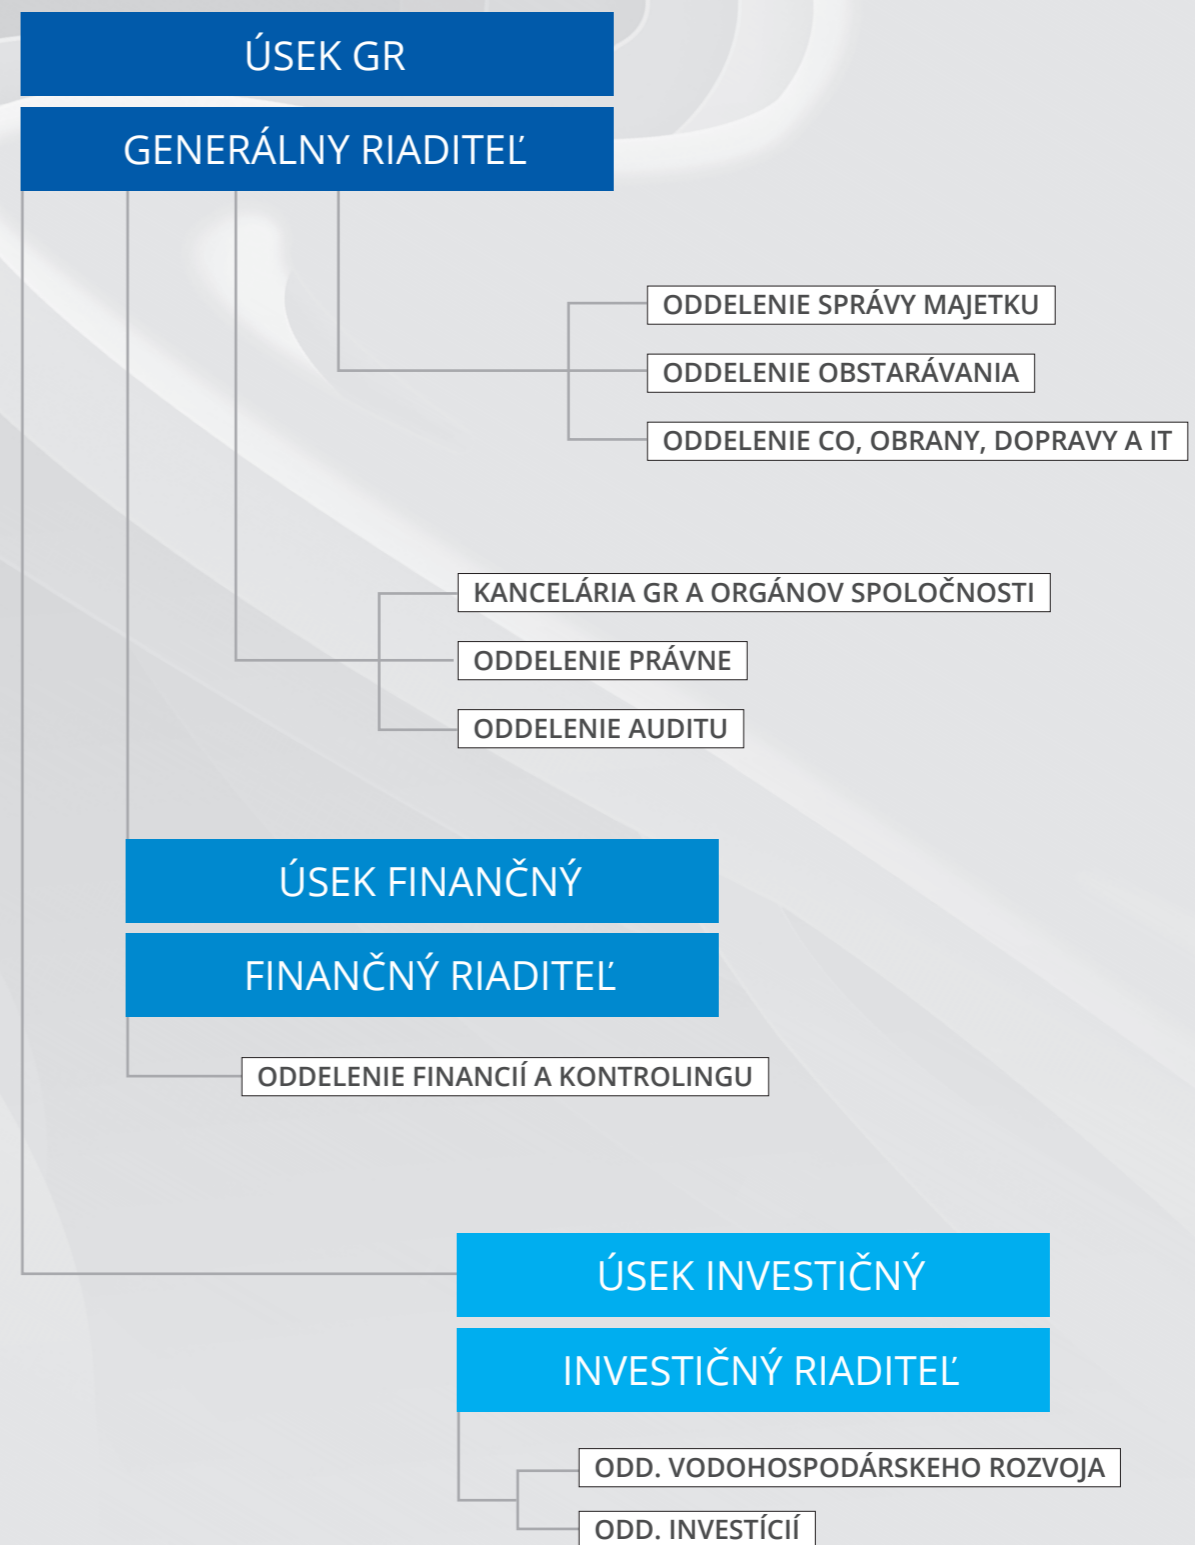 ÚSEK GR
GENERÁLNY RIADITEĽ
ODDELENIE SPRÁVY MAJETKU
ODDELENIE OBSTARÁVANIA
ODDELENIE CO, OBRANY, DOPRAVY A IT
KANCELÁRIA GR A ORGÁNOV SPOLOČNOSTI
ODDELENIE PRÁVNE
ODDELENIE AUDITU
ÚSEK FINANČNÝ
FINANČNÝ RIADITEĽ
ODDELENIE FINANCIÍ A KONTROLINGU
ÚSEK INVESTIČNÝ
INVESTIČNÝ RIADITEĽ
ODD. VODOHOSPODÁRSKEHO ROZVOJA
ODD. INVESTÍCIÍ